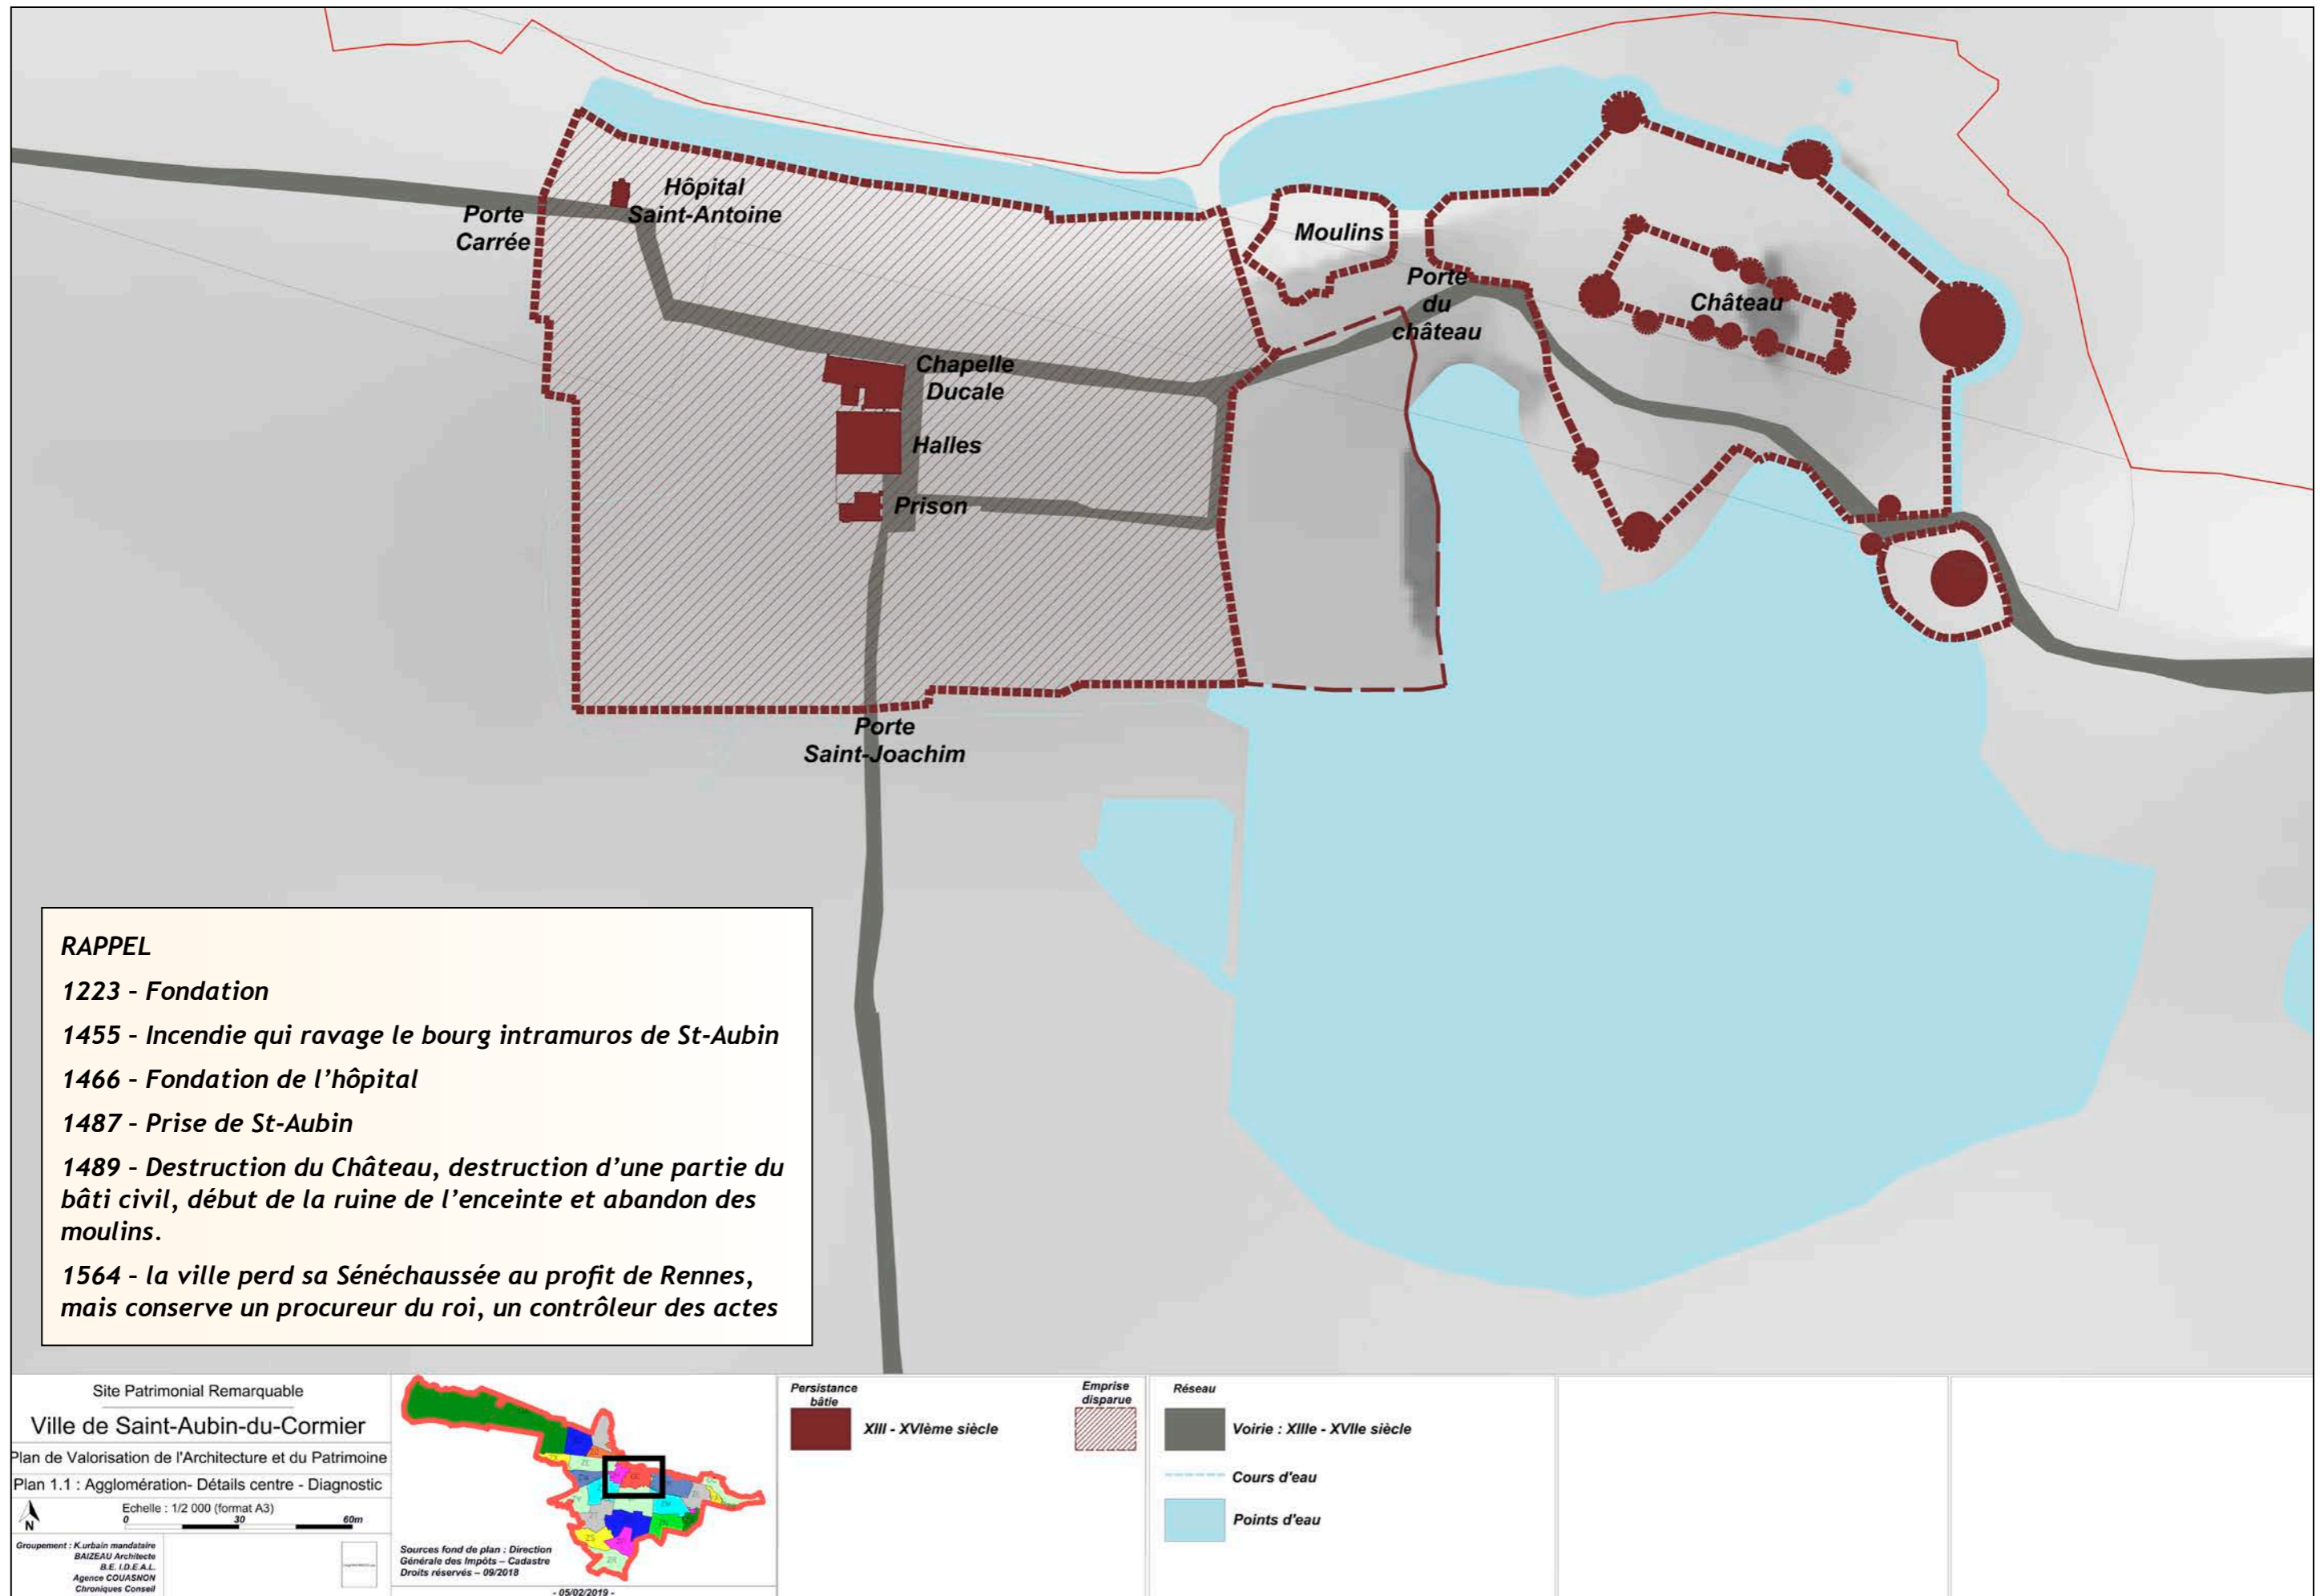 Hôpital
Saint-Antoine
Porte
Carrée
Moulins
Porte
du
château
Château
Chapelle
Ducale
Halles
Prison
Porte
Saint-Joachim
RAPPEL
1223 – Fondation
1455 – Incendie qui ravage le bourg intramuros de St-Aubin
1466 – Fondation de l’hôpital
1487 – Prise de St-Aubin
1489 – Destruction du Château, destruction d’une partie du
bâti civil, début de la ruine de l’enceinte et abandon des
moulins.
1564 – la ville perd sa Sénéchaussée au profit de Rennes,
mais conserve un procureur du roi, un contrôleur des actes
Site Patrimonial Remarquable
Ville de Saint-Aubin-du-Cormier
Plan de Valorisation de l'Architecture et du Patrimoine
Plan 1.1 : Agglomération- Détails centre - Diagnostic
Echelle : 1/2 000 (format A3)
0 30 60m
N
Groupement : K.urbain mandataire
BAIZEAU Architecte
B.E. I.D.E.A.L.
Agence COUASNON
Chroniques Conseil
Sources fond de plan : Direction
Générale des Impôts – Cadastre
Droits réservés – 09/2018
- 05/02/2019 -
Persistance
bâtie
XIII - XVIème siècle
Emprise
disparue
Réseau
Voirie : XIIIe - XVIIe siècle
Cours d'eau
Points d'eau